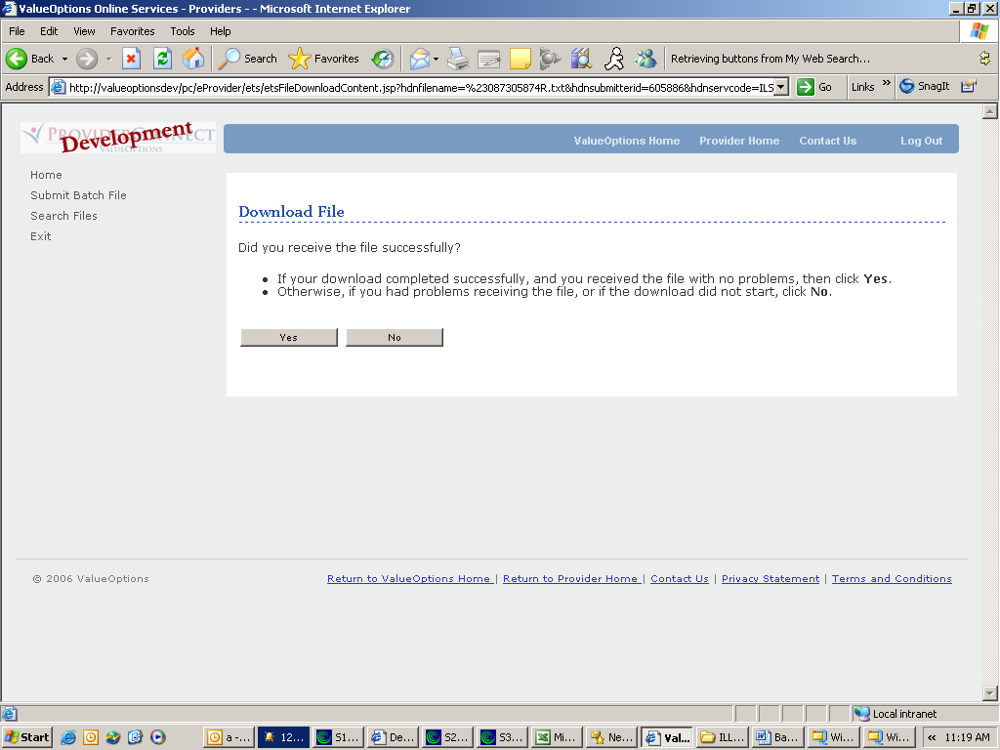 ValueOptions Online Services - Providers - - Microsoft Internet Explorer
File Edit View Favorites Tools Help
Back Search Favorites Retrieving buttons from My Web Search...
Address http://valueoptionsdev/pc/eProvider/ets/etsFileDownloadContent.jsp?hdnfilename=%23087305874R.txt&hdnsubmitterid=605886&hdnservcode=ILS Go Links » SnagIt
PROVIDERCONNECT
Development
VALUEOPTIONS
ValueOptions Home Provider Home Contact Us Log Out
Home
Submit Batch File
Search Files
Exit
Download File
Did you receive the file successfully?
• If your download completed successfully, and you received the file with no problems, then click Yes.
• Otherwise, if you had problems receiving the file, or if the download did not start, click No.
Yes No
© 2006 ValueOptions Return to ValueOptions Home | Return to Provider Home | Contact Us | Privacy Statement | Terms and Conditions
Local intranet
Start a -... 12... S1... De... S2... S3... Mi... Ne... Val... ILL... Ba... Wi... Wi... « 11:19 AM